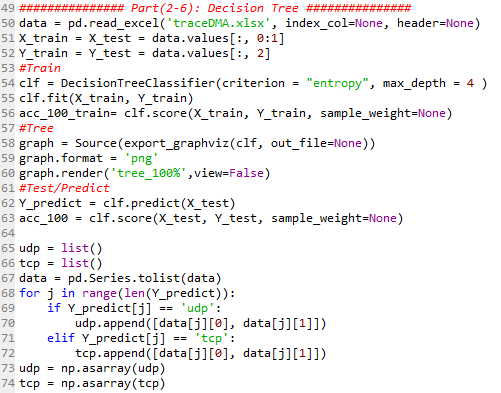 49 ############### Part(2-6): Decision Tree ###############
50 data = pd.read_excel('traceDMA.xlsx', index_col=None, header=None)
51 X_train = X_test = data.values[:, 0:1]
52 Y_train = Y_test = data.values[:, 2]
53 #Train
54 clf = DecisionTreeClassifier(criterion = "entropy", max_depth = 4 )
55 clf.fit(X_train, Y_train)
56 acc_100_train= clf.score(X_train, Y_train, sample_weight=None)
57 #Tree
58 graph = Source(export_graphviz(clf, out_file=None))
59 graph.format = 'png'
60 graph.render('tree_100%',view=False)
61 #Test/Predict
62 Y_predict = clf.predict(X_test)
63 acc_100 = clf.score(X_test, Y_test, sample_weight=None)
64
65 udp = list()
66 tcp = list()
67 data = pd.Series.tolist(data)
68 for j in range(len(Y_predict)):
69     if Y_predict[j] == 'udp':
70         udp.append([data[j][0], data[j][1]])
71     elif Y_predict[j] == 'tcp':
72         tcp.append([data[j][0], data[j][1]])
73 udp = np.asarray(udp)
74 tcp = np.asarray(tcp)